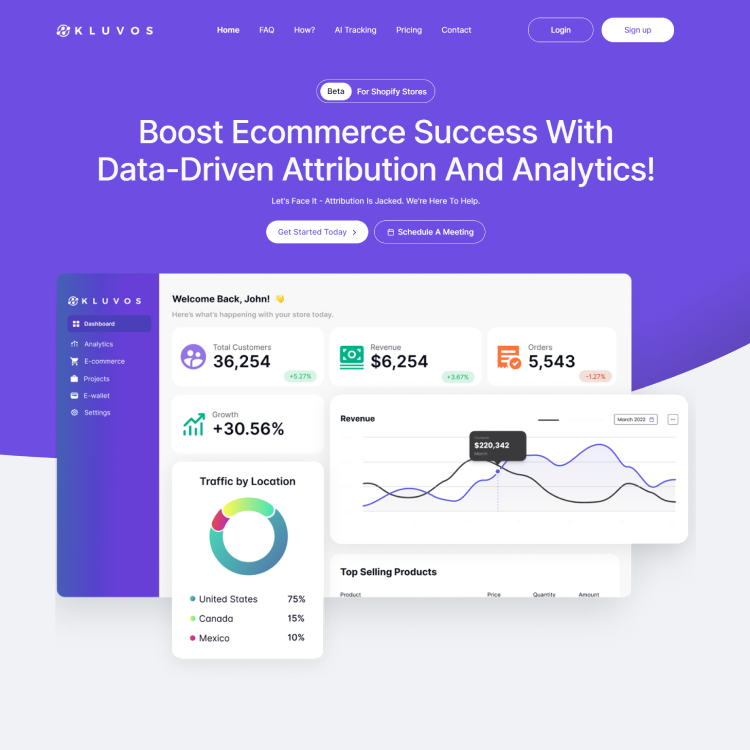 KLUVOS
Home FAQ How? AI Tracking Pricing Contact
Login Sign up
Beta For Shopify Stores
Boost Ecommerce Success With
Data-Driven Attribution And Analytics!
Let's Face It - Attribution Is Jacked. We're Here To Help.
Get Started Today Schedule A Meeting
KLUVOS
Dashboard
Analytics
E-commerce
Projects
E-wallet
Settings
Welcome Back, John!
Here's what's happening with your store today.
Total Customers
36,254
+5.27%
Revenue
$6,254
+3.67%
Orders
5,543
-1.27%
Growth
+30.56%
Revenue
March 2022
$220,342
March
Traffic by Location
United States 75%
Canada 15%
Mexico 10%
Top Selling Products
Product Price Quantity Amount